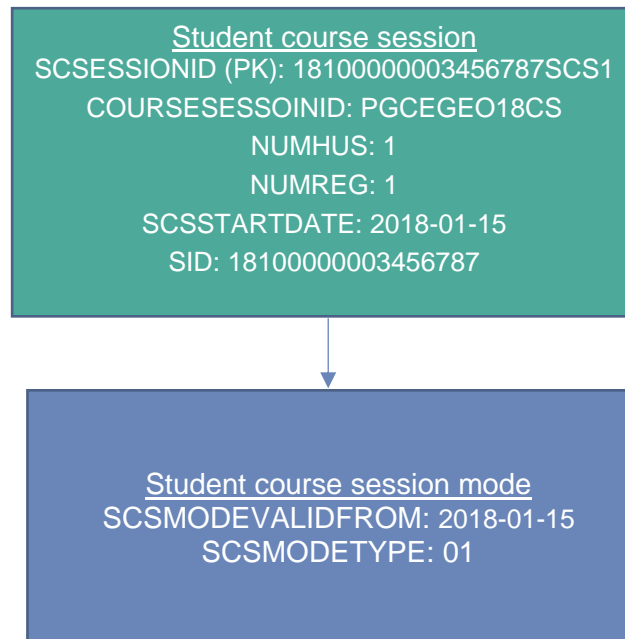 Student course session
SCSESSIONID (PK): 18100000003456787SCS1
COURSESESSOINID: PGCEGEO18CS
NUMHUS: 1
NUMREG: 1
SCSSTARTDATE: 2018-01-15
SID: 18100000003456787
Student course session mode
SCSMODEVALIDFROM: 2018-01-15
SCSMODETYPE: 01